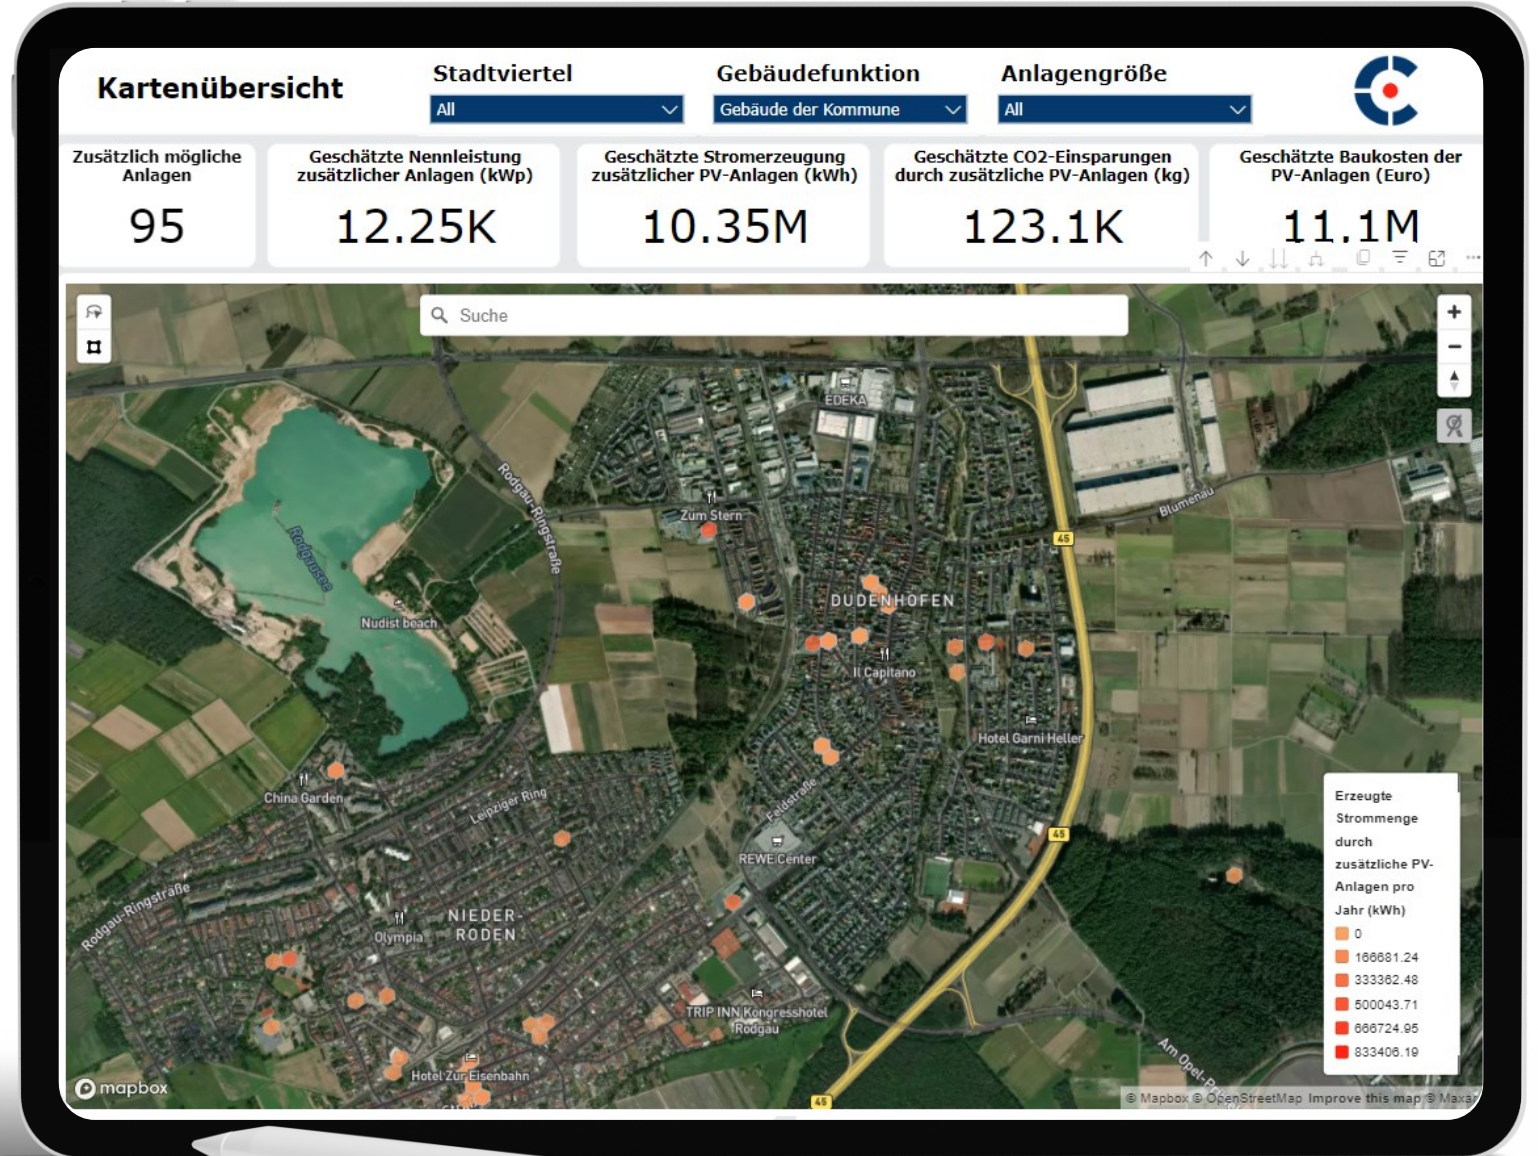 Kartenübersicht
Stadtviertel
All
Gebäudefunktion
Gebäude der Kommune
Anlagengröße
All
Zusätzlich mögliche
Anlagen
95
Geschätzte Nennleistung
zusätzlicher Anlagen (kWp)
12.25K
Geschätzte Stromerzeugung
zusätzlicher PV-Anlagen (kWh)
10.35M
Geschätzte CO2-Einsparungen
durch zusätzliche PV-Anlagen (kg)
123.1K
Geschätzte Baukosten der
PV-Anlagen (Euro)
11.1M
Suche
EDEKA
Rodgau-Ringstraße
Zum Stern
Blumenau
45
Rodgausee
DUDENHOFEN
Nudist beach
Il Capitano
Hotel Garni Heller
China Garden
Leipziger Ring
Feldstraße
45
REWE Center
Rodgau-Ringstraße
Olympia
NIEDER-
RODEN
TRIP INN Kongresshotel
Rodgau
Hotel Zur Eisenbahn
45
Erzeugte
Strommenge
durch
zusätzliche PV-
Anlagen pro
Jahr (kWh)
0
166681.24
333362.48
500043.71
666724.95
833406.19
mapbox
© Mapbox © OpenStreetMap Improve this map © Maxar